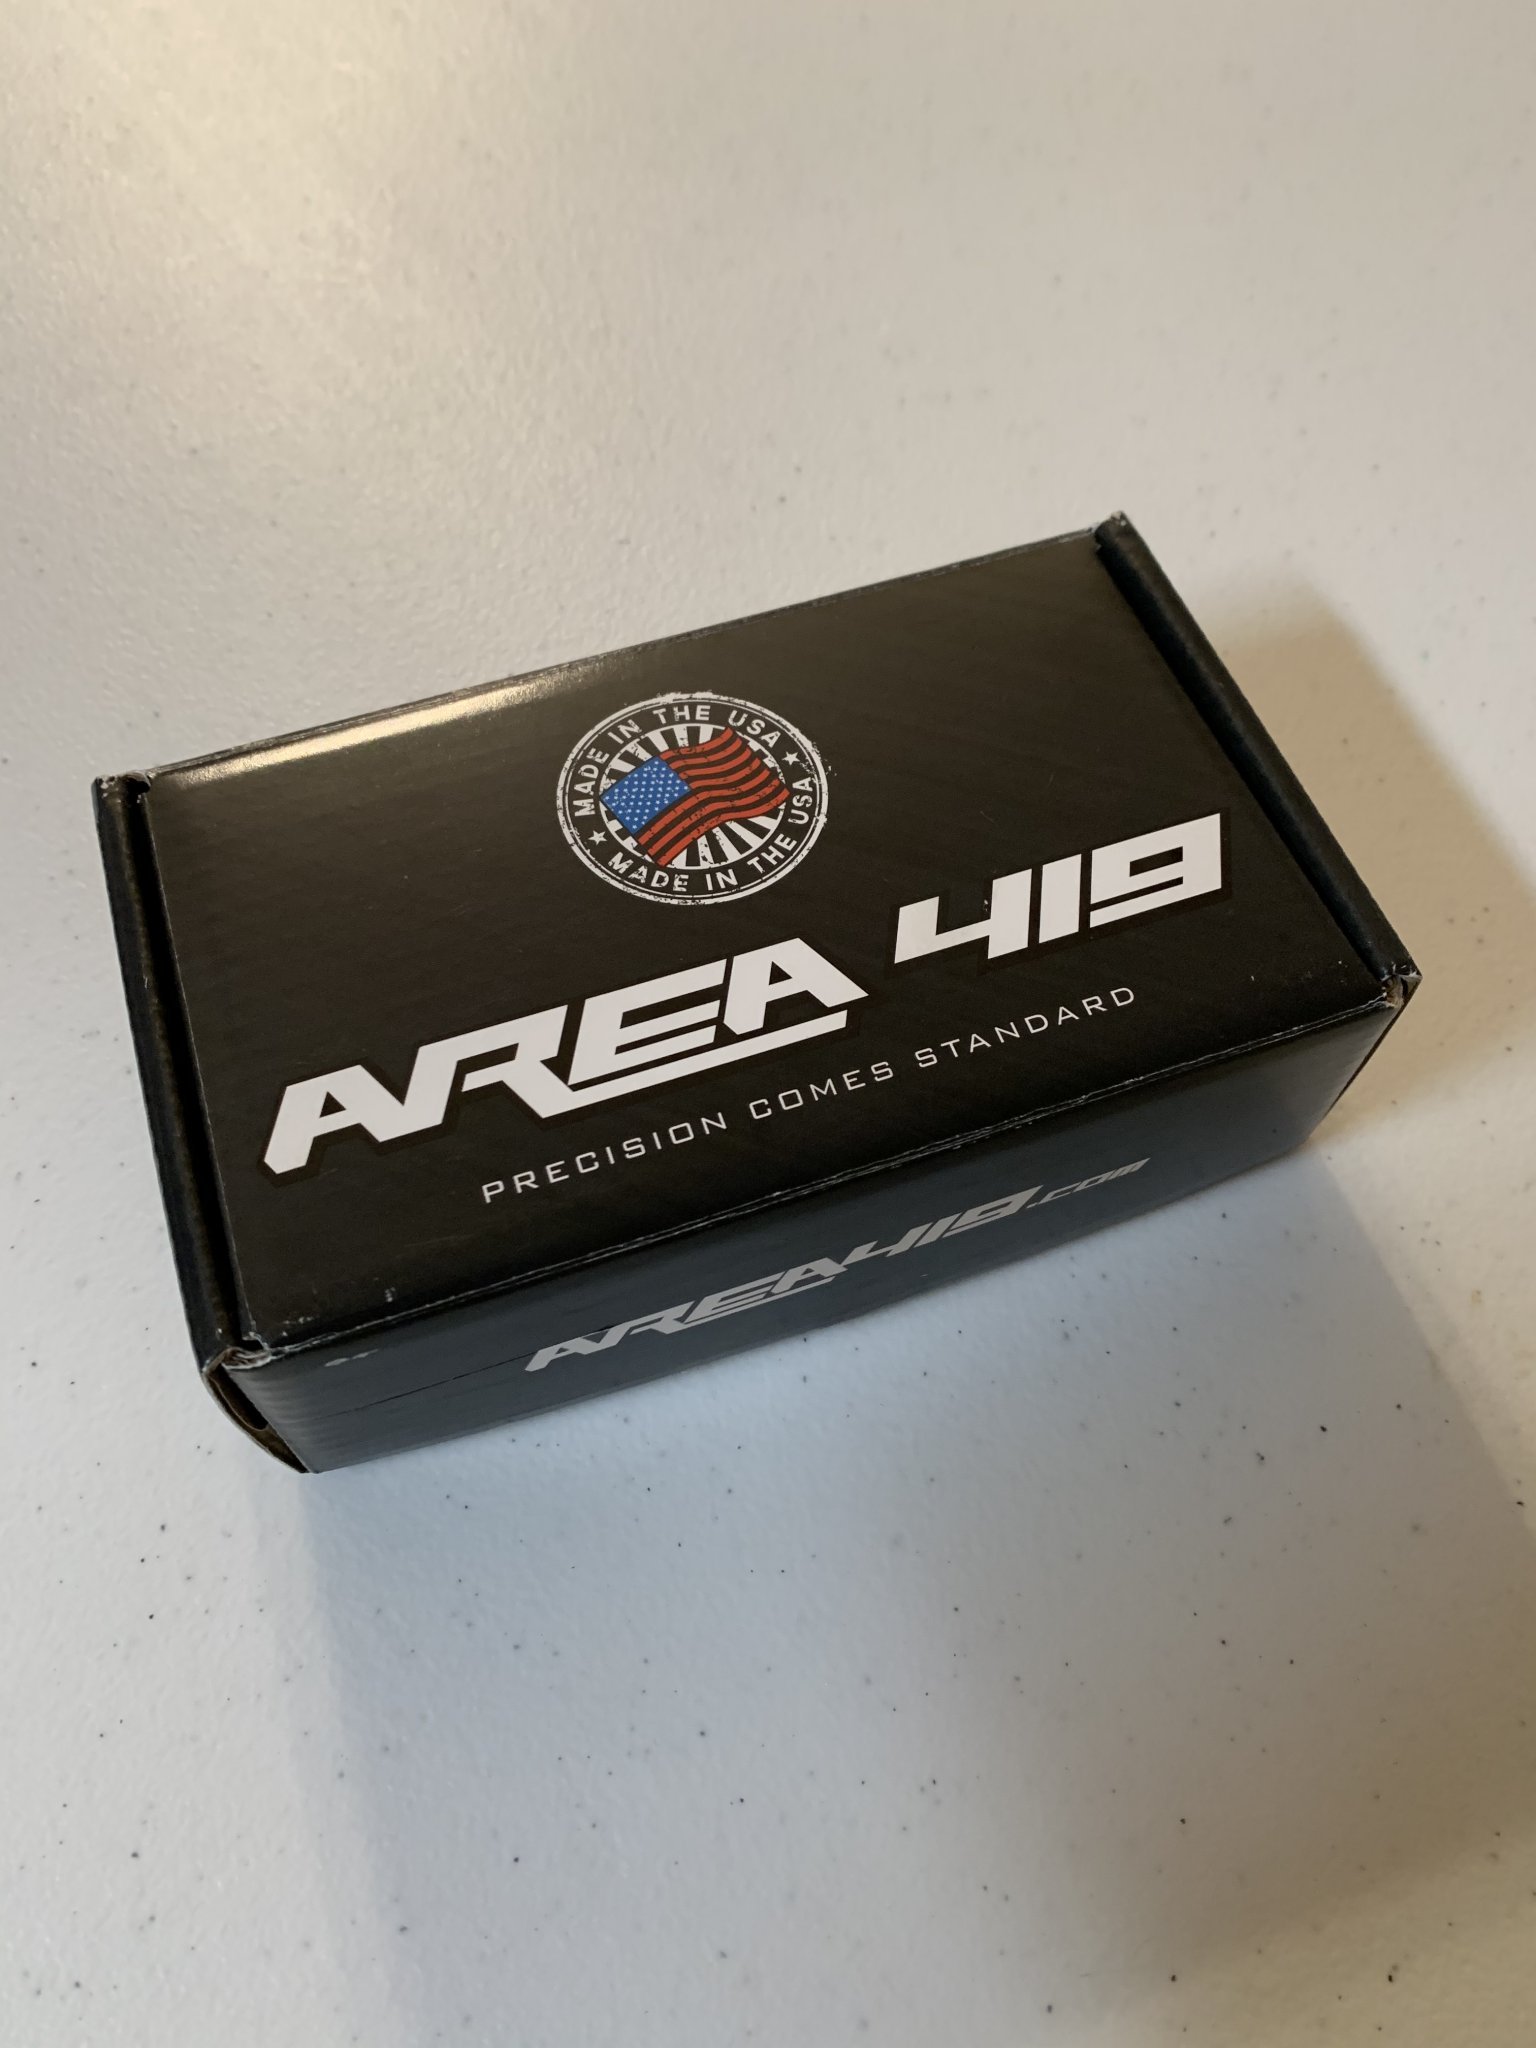 MADE IN THE USA
MADE IN THE USA
AREA 419
PRECISION COMES STANDARD
AREA419.com